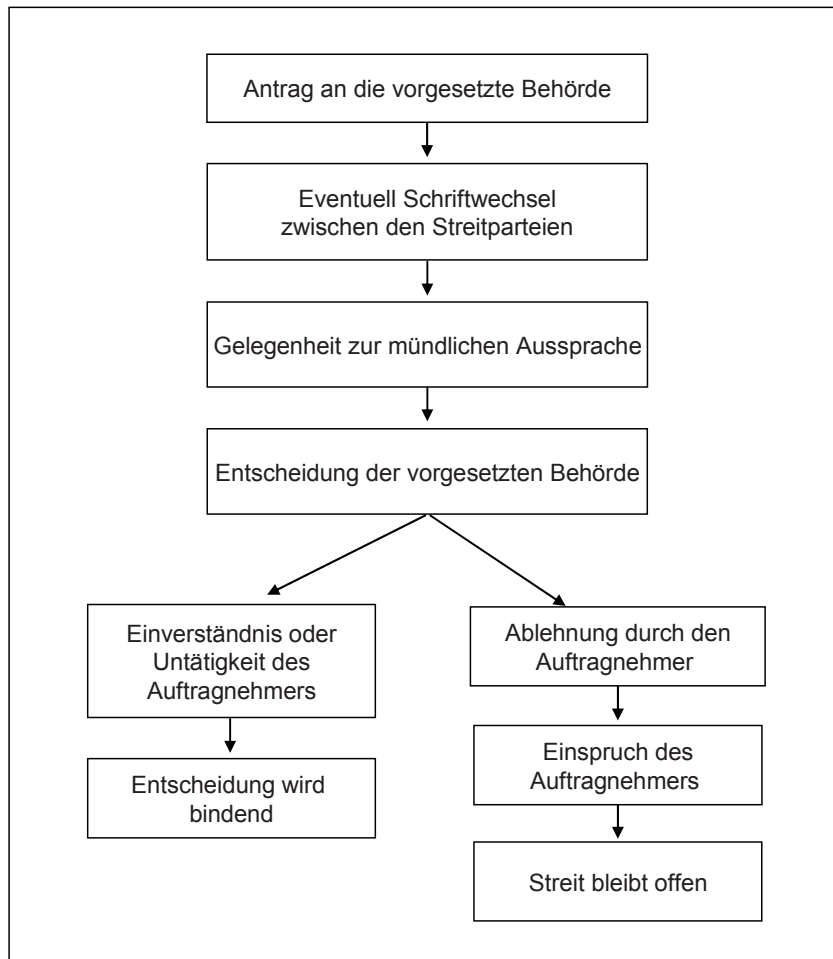 Antrag an die vorgesetzte Behörde
Eventuell Schriftwechsel
zwischen den Streitparteien
Gelegenheit zur mündlichen Aussprache
Entscheidung der vorgesetzten Behörde
Einverständnis oder
Untätigkeit des
Auftragnehmers
Entscheidung wird
bindend
Ablehnung durch den
Auftragnehmer
Einspruch des
Auftragnehmers
Streit bleibt offen